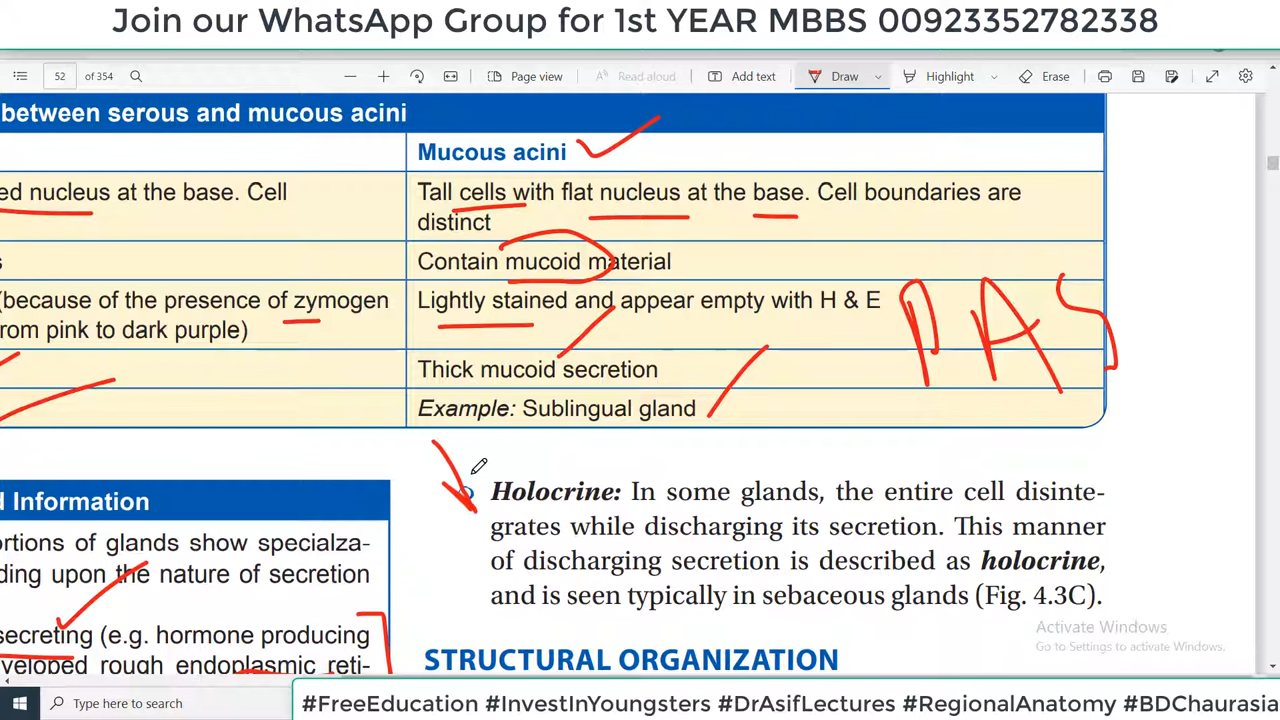 Join our WhatsApp Group for 1st YEAR MBBS 00923352782338
52 of 354 Page view Read aloud Add text Draw Highlight Erase
between serous and mucous acini
Mucous acini
ed nucleus at the base. Cell
Tall cells with flat nucleus at the base. Cell boundaries are
distinct
s
Contain mucoid material
(because of the presence of zymogen
rom pink to dark purple)
Lightly stained and appear empty with H & E
PAS
Thick mucoid secretion
Example: Sublingual gland
d Information
ortions of glands show specialza-
ding upon the nature of secretion
secreting (e.g. hormone producing
veloped rough endoplasmic reti-
Holocrine: In some glands, the entire cell disinte-
grates while discharging its secretion. This manner
of discharging secretion is described as holocrine,
and is seen typically in sebaceous glands (Fig. 4.3C).
STRUCTURAL ORGANIZATION
Activate Windows
Go to Settings to activate Windows.
Type here to search
#FreeEducation #InvestInYoungsters #DrAsifLectures #RegionalAnatomy #BDChaurasia